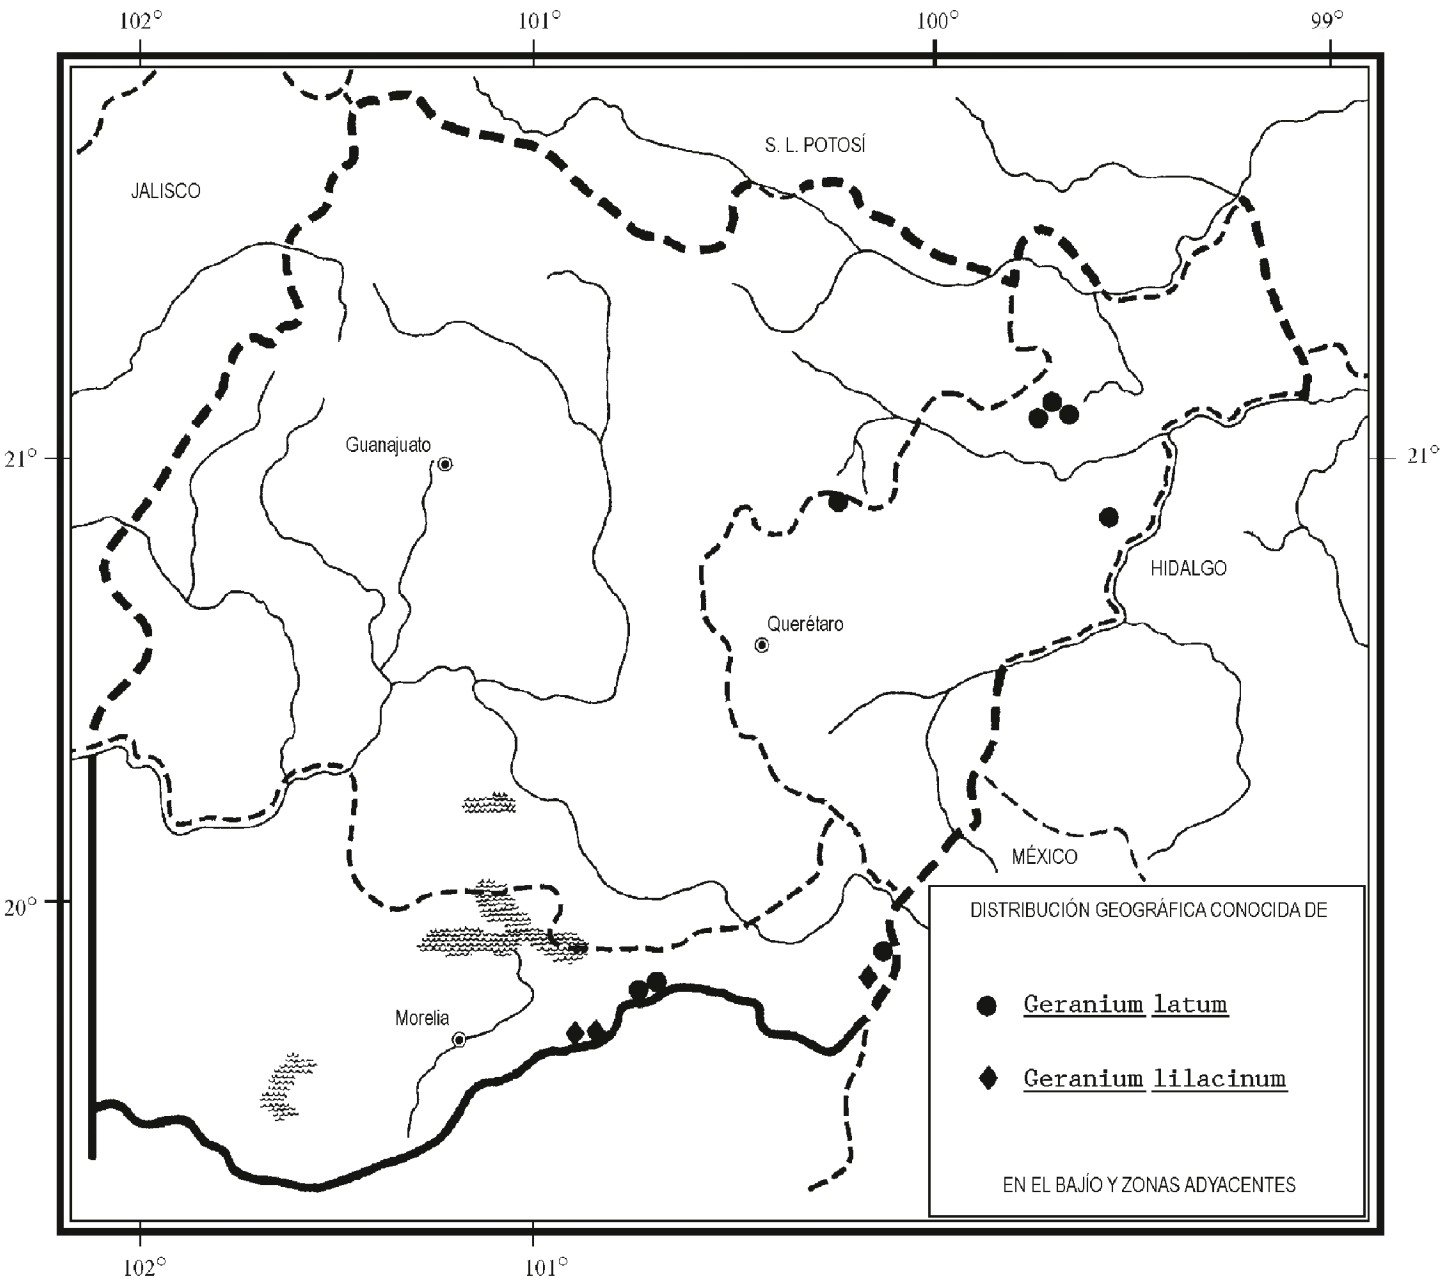 102° 101° 100° 99°
S. L. POTOSÍ
JALISCO
Guanajuato
21° 21°
HIDALGO
Querétaro
MÉXICO
20°
DISTRIBUCIÓN GEOGRÁFICA CONOCIDA DE
Geranium latum
Morelia
Geranium lilacinum
EN EL BAJÍO Y ZONAS ADYACENTES
102° 101°